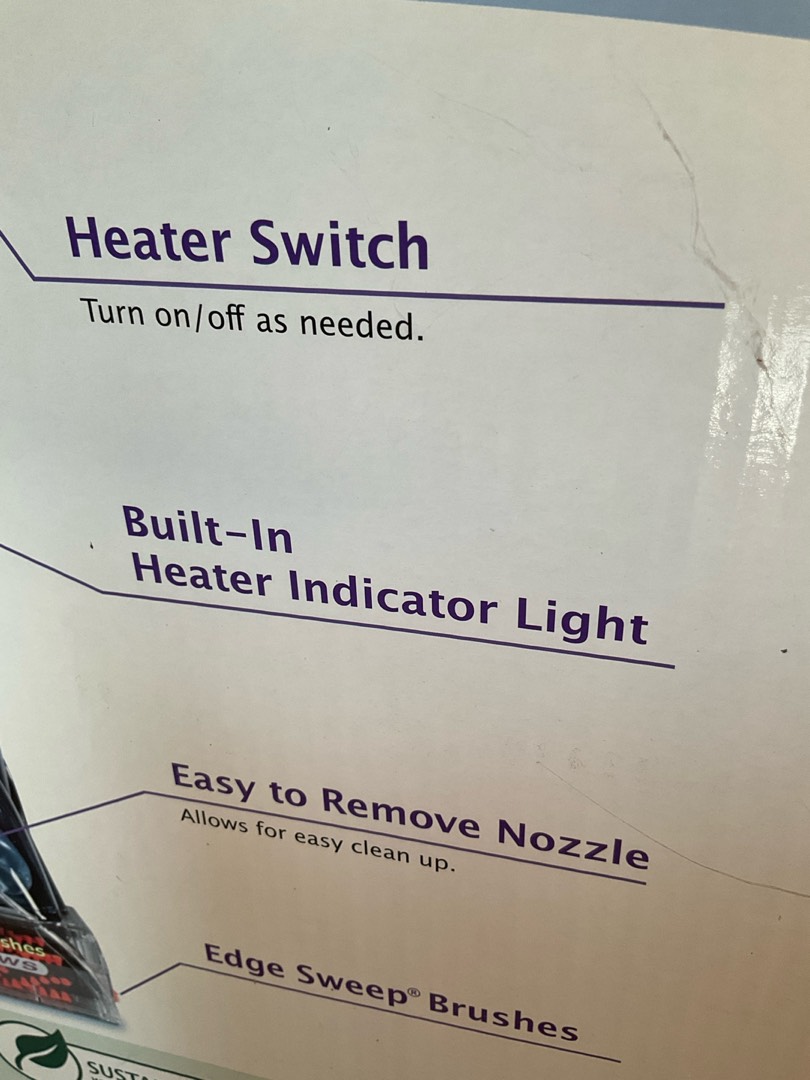 Heater Switch
Turn on/off as needed.
Built-In
Heater Indicator Light
Easy to Remove Nozzle
Allows for easy clean up.
Edge Sweep® Brushes